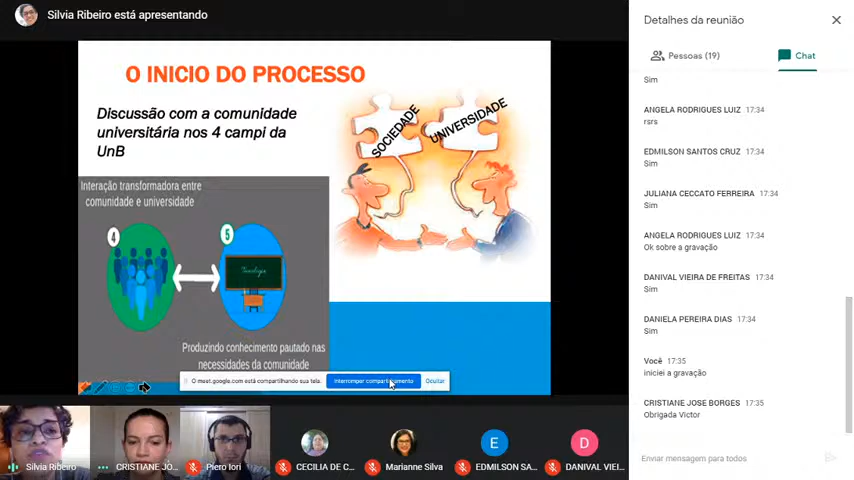 Silvia Ribeiro está apresentando
O INICIO DO PROCESSO
Discussão com a comunidade
universitária nos 4 campi da
UnB
SOCIEDADE
UNIVERSIDADE
Interação transformadora entre
comunidade e universidade
4
5
Tecnologia
Produzindo conhecimento pautado nas
necessidades da comunidade
O meet.google.com está compartilhando sua tela.
Interromper compartilhamento
Ocultar
Silvia Ribeiro
CRISTIANE JO...
Piero Iori
CECILIA DE C...
Marianne Silva
E
EDMILSON SA...
D
DANIVAL VIEI...
Detalhes da reunião
Pessoas (19)
Chat
Sim
ANGELA RODRIGUES LUIZ 17:34
rsrs
EDMILSON SANTOS CRUZ 17:34
Sim
JULIANA CECCATO FERREIRA 17:34
Sim
ANGELA RODRIGUES LUIZ 17:34
Ok sobre a gravação
DANIVAL VIEIRA DE FREITAS 17:34
Sim
DANIELA PEREIRA DIAS 17:34
Sim
Você 17:35
iniciei a gravação
CRISTIANE JOSE BORGES 17:35
Obrigada Victor
Enviar mensagem para todos